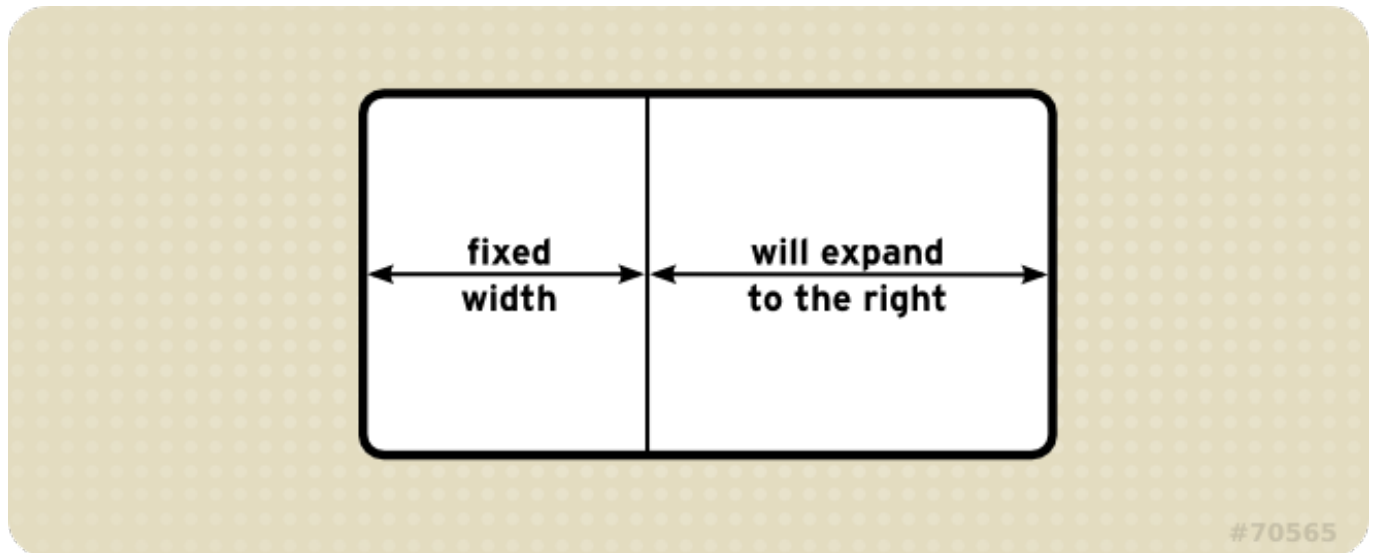 fixed
width
will expand
to the right
#70565